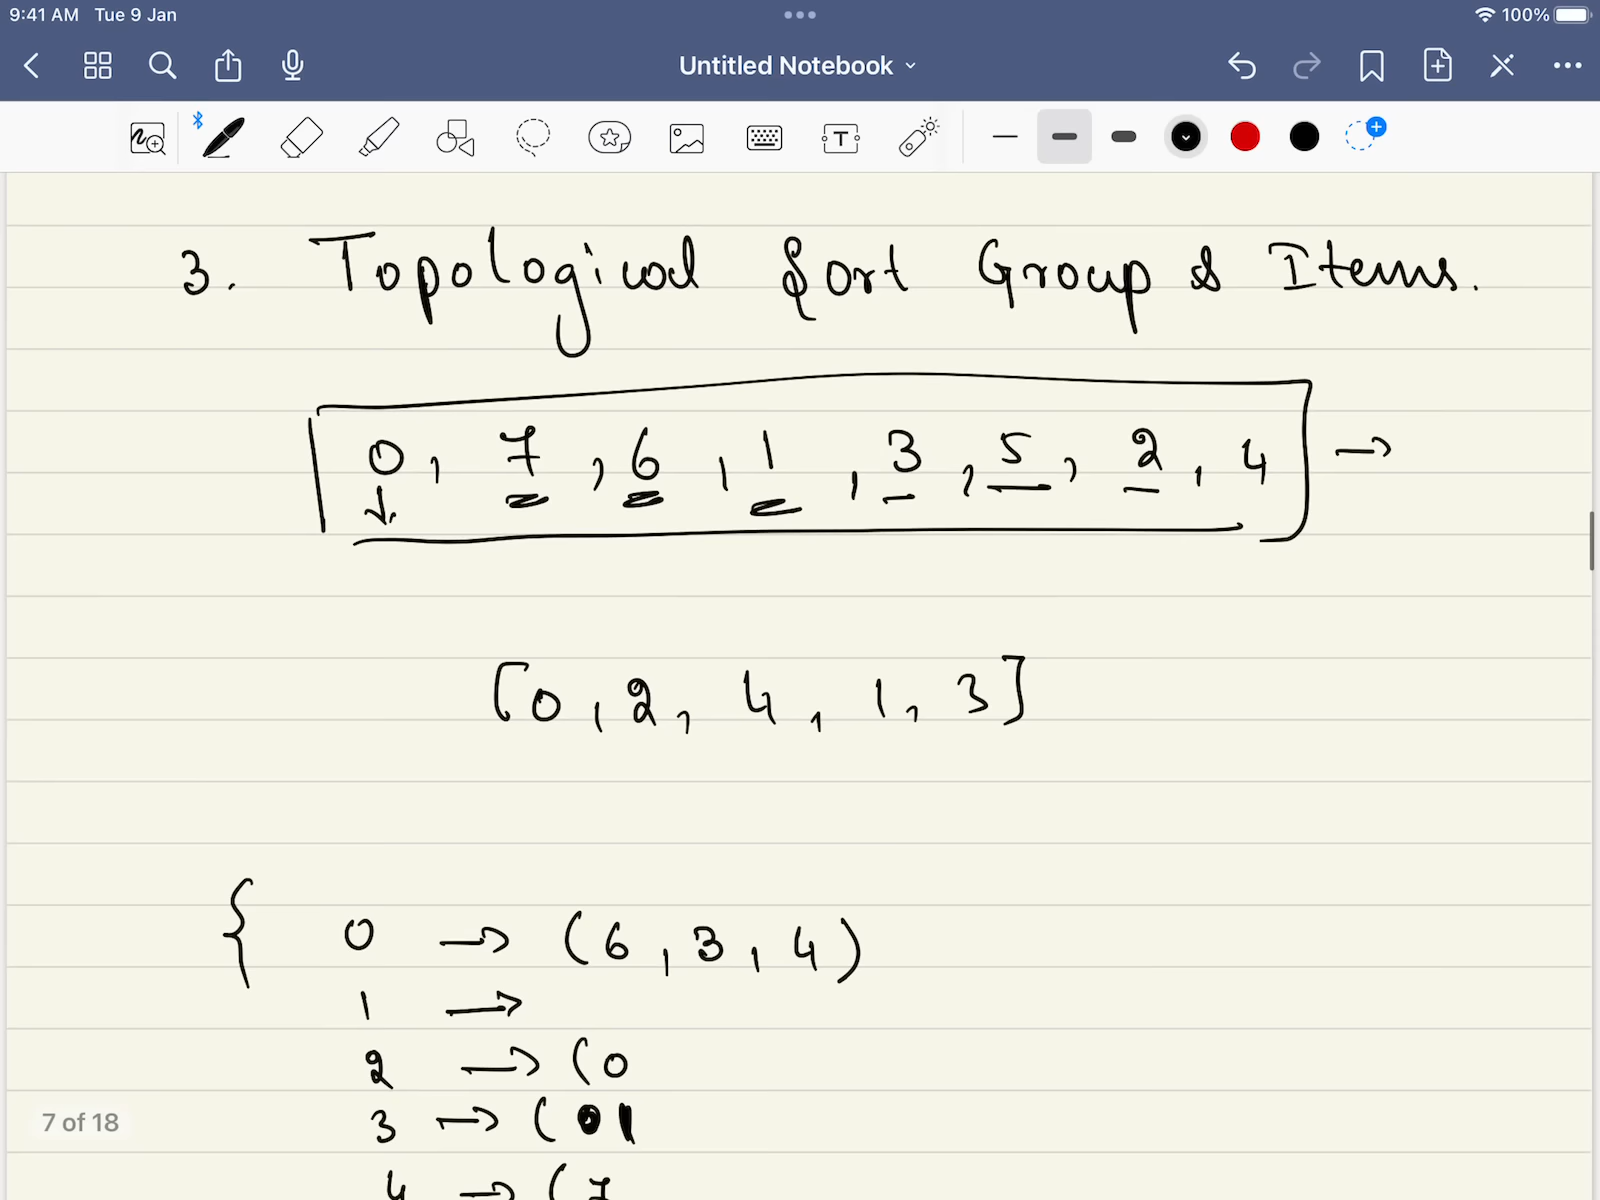 9:41 AM Tue 9 Jan
100%
Untitled Notebook
T
3. Topological Sort Group & Items.
0, 7, 6, 1, 3, 5, 2, 4 →
↓
[0, 2, 4, 1, 3]
{ 0 → (6, 3, 4)
1 →
2 → (0
3 → (
4 → (7
7 of 18